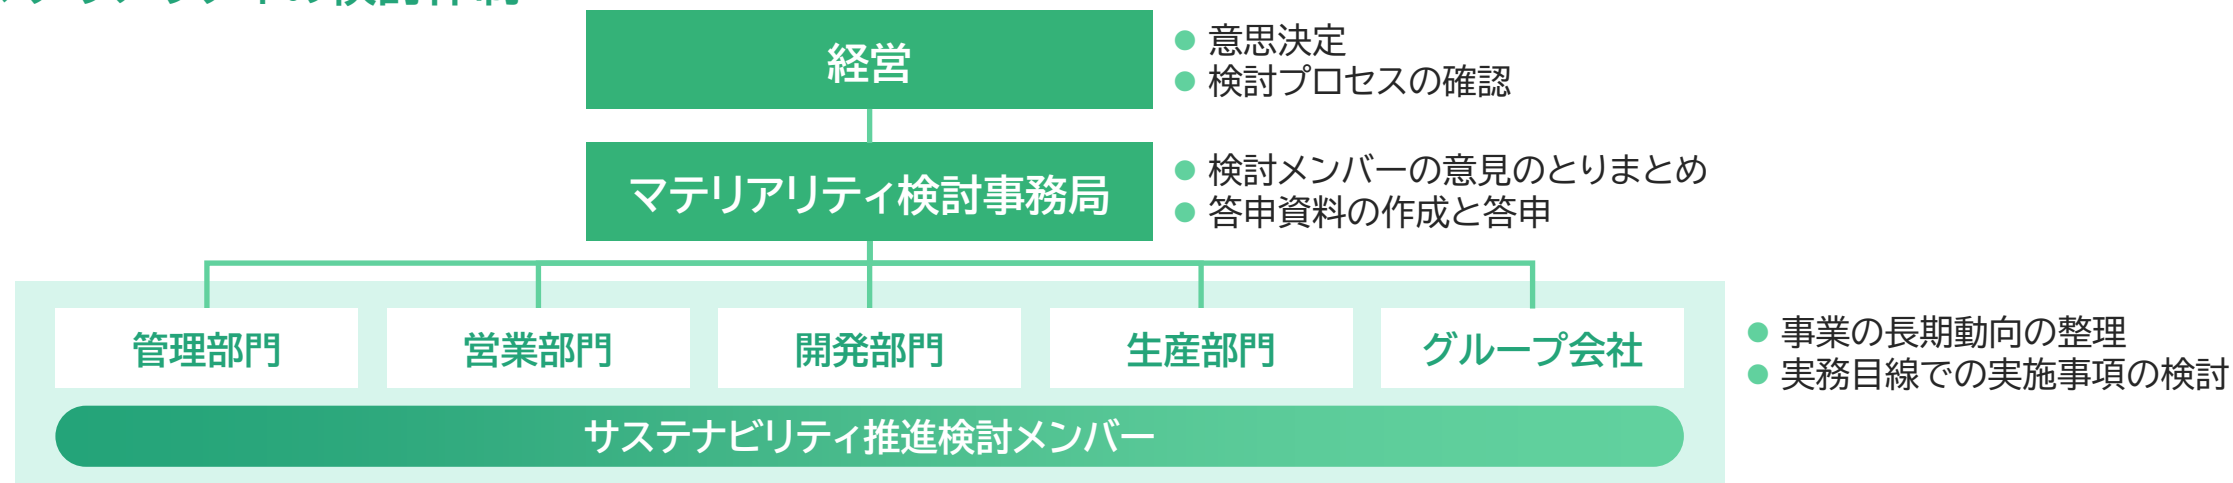 経営
● 意思決定
● 検討プロセスの確認
マテリアリティ検討事務局
● 検討メンバーの意見のとりまとめ
● 答申資料の作成と答申
管理部門 営業部門 開発部門 生産部門 グループ会社
● 事業の長期動向の整理
● 実務目線での実施事項の検討
サステナビリティ推進検討メンバー